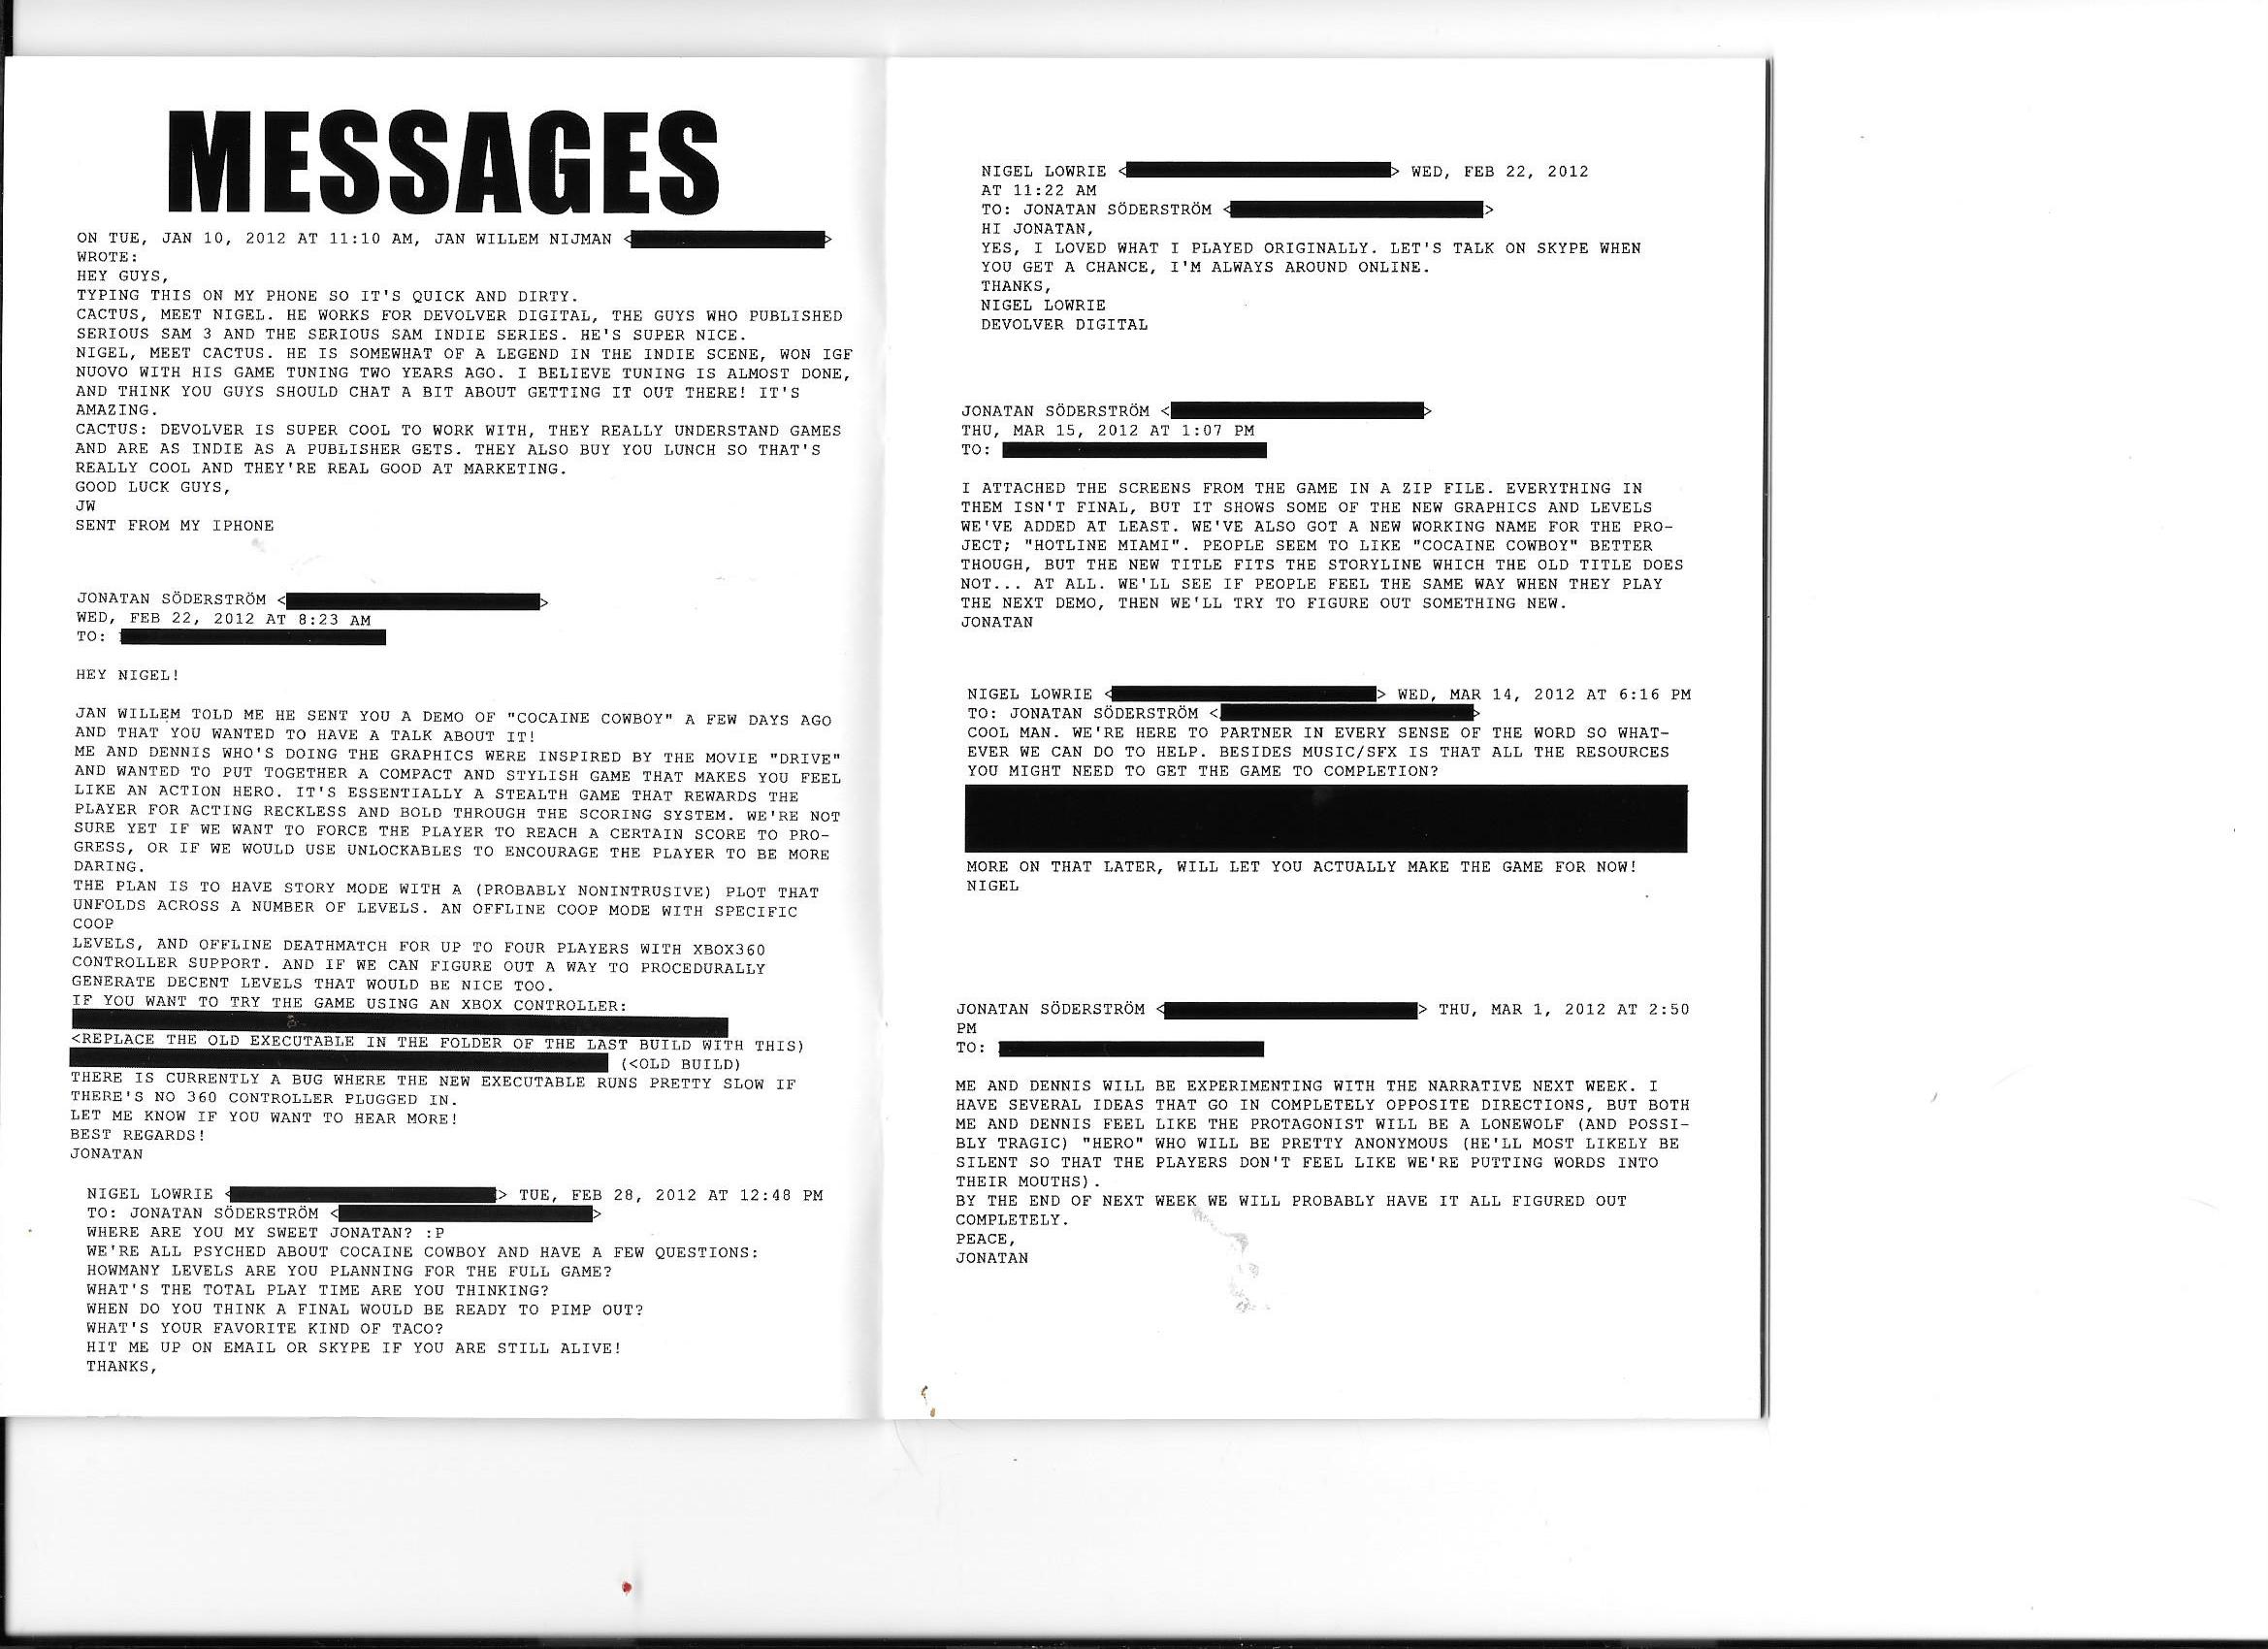 MESSAGES
ON TUE, JAN 10, 2012 AT 11:10 AM, JAN WILLEM NIJMAN < >
WROTE:
HEY GUYS,
TYPING THIS ON MY PHONE SO IT'S QUICK AND DIRTY.
CACTUS, MEET NIGEL. HE WORKS FOR DEVOLVER DIGITAL, THE GUYS WHO PUBLISHED
SERIOUS SAM 3 AND THE SERIOUS SAM INDIE SERIES. HE'S SUPER NICE.
NIGEL, MEET CACTUS. HE IS SOMEWHAT OF A LEGEND IN THE INDIE SCENE, WON IGF
NUOVO WITH HIS GAME TUNING TWO YEARS AGO. I BELIEVE TUNING IS ALMOST DONE,
AND THINK YOU GUYS SHOULD CHAT A BIT ABOUT GETTING IT OUT THERE! IT'S
AMAZING.
CACTUS: DEVOLVER IS SUPER COOL TO WORK WITH, THEY REALLY UNDERSTAND GAMES
AND ARE AS INDIE AS A PUBLISHER GETS. THEY ALSO BUY YOU LUNCH SO THAT'S
REALLY COOL AND THEY'RE REAL GOOD AT MARKETING.
GOOD LUCK GUYS,
JW
SENT FROM MY IPHONE
JONATAN SÖDERSTRÖM < >
WED, FEB 22, 2012 AT 8:23 AM
TO:
HEY NIGEL!
JAN WILLEM TOLD ME HE SENT YOU A DEMO OF "COCAINE COWBOY" A FEW DAYS AGO
AND THAT YOU WANTED TO HAVE A TALK ABOUT IT!
ME AND DENNIS WHO'S DOING THE GRAPHICS WERE INSPIRED BY THE MOVIE "DRIVE"
AND WANTED TO PUT TOGETHER A COMPACT AND STYLISH GAME THAT MAKES YOU FEEL
LIKE AN ACTION HERO. IT'S ESSENTIALLY A STEALTH GAME THAT REWARDS THE
PLAYER FOR ACTING RECKLESS AND BOLD THROUGH THE SCORING SYSTEM. WE'RE NOT
SURE YET IF WE WANT TO FORCE THE PLAYER TO REACH A CERTAIN SCORE TO PRO-
GRESS, OR IF WE WOULD USE UNLOCKABLES TO ENCOURAGE THE PLAYER TO BE MORE
DARING.
THE PLAN IS TO HAVE STORY MODE WITH A (PROBABLY NONINTRUSIVE) PLOT THAT
UNFOLDS ACROSS A NUMBER OF LEVELS. AN OFFLINE COOP MODE WITH SPECIFIC
COOP
LEVELS, AND OFFLINE DEATHMATCH FOR UP TO FOUR PLAYERS WITH XBOX360
CONTROLLER SUPPORT. AND IF WE CAN FIGURE OUT A WAY TO PROCEDURALLY
GENERATE DECENT LEVELS THAT WOULD BE NICE TOO.
IF YOU WANT TO TRY THE GAME USING AN XBOX CONTROLLER:
<REPLACE THE OLD EXECUTABLE IN THE FOLDER OF THE LAST BUILD WITH THIS)
(<OLD BUILD)
THERE IS CURRENTLY A BUG WHERE THE NEW EXECUTABLE RUNS PRETTY SLOW IF
THERE'S NO 360 CONTROLLER PLUGGED IN.
LET ME KNOW IF YOU WANT TO HEAR MORE!
BEST REGARDS!
JONATAN
NIGEL LOWRIE < > TUE, FEB 28, 2012 AT 12:48 PM
TO: JONATAN SÖDERSTRÖM < >
WHERE ARE YOU MY SWEET JONATAN? :P
WE'RE ALL PSYCHED ABOUT COCAINE COWBOY AND HAVE A FEW QUESTIONS:
HOWMANY LEVELS ARE YOU PLANNING FOR THE FULL GAME?
WHAT'S THE TOTAL PLAY TIME ARE YOU THINKING?
WHEN DO YOU THINK A FINAL WOULD BE READY TO PIMP OUT?
WHAT'S YOUR FAVORITE KIND OF TACO?
HIT ME UP ON EMAIL OR SKYPE IF YOU ARE STILL ALIVE!
THANKS,
NIGEL LOWRIE < > WED, FEB 22, 2012
AT 11:22 AM
TO: JONATAN SÖDERSTRÖM < >
HI JONATAN,
YES, I LOVED WHAT I PLAYED ORIGINALLY. LET'S TALK ON SKYPE WHEN
YOU GET A CHANCE, I'M ALWAYS AROUND ONLINE.
THANKS,
NIGEL LOWRIE
DEVOLVER DIGITAL
JONATAN SÖDERSTRÖM < >
THU, MAR 15, 2012 AT 1:07 PM
TO:
I ATTACHED THE SCREENS FROM THE GAME IN A ZIP FILE. EVERYTHING IN
THEM ISN'T FINAL, BUT IT SHOWS SOME OF THE NEW GRAPHICS AND LEVELS
WE'VE ADDED AT LEAST. WE'VE ALSO GOT A NEW WORKING NAME FOR THE PRO-
JECT; "HOTLINE MIAMI". PEOPLE SEEM TO LIKE "COCAINE COWBOY" BETTER
THOUGH, BUT THE NEW TITLE FITS THE STORYLINE WHICH THE OLD TITLE DOES
NOT... AT ALL. WE'LL SEE IF PEOPLE FEEL THE SAME WAY WHEN THEY PLAY
THE NEXT DEMO, THEN WE'LL TRY TO FIGURE OUT SOMETHING NEW.
JONATAN
NIGEL LOWRIE < > WED, MAR 14, 2012 AT 6:16 PM
TO: JONATAN SÖDERSTRÖM < >
COOL MAN. WE'RE HERE TO PARTNER IN EVERY SENSE OF THE WORD SO WHAT-
EVER WE CAN DO TO HELP. BESIDES MUSIC/SFX IS THAT ALL THE RESOURCES
YOU MIGHT NEED TO GET THE GAME TO COMPLETION?
MORE ON THAT LATER, WILL LET YOU ACTUALLY MAKE THE GAME FOR NOW!
NIGEL
JONATAN SÖDERSTRÖM < > THU, MAR 1, 2012 AT 2:50
PM
TO:
ME AND DENNIS WILL BE EXPERIMENTING WITH THE NARRATIVE NEXT WEEK. I
HAVE SEVERAL IDEAS THAT GO IN COMPLETELY OPPOSITE DIRECTIONS, BUT BOTH
ME AND DENNIS FEEL LIKE THE PROTAGONIST WILL BE A LONEWOLF (AND POSSI-
BLY TRAGIC) "HERO" WHO WILL BE PRETTY ANONYMOUS (HE'LL MOST LIKELY BE
SILENT SO THAT THE PLAYERS DON'T FEEL LIKE WE'RE PUTTING WORDS INTO
THEIR MOUTHS).
BY THE END OF NEXT WEEK WE WILL PROBABLY HAVE IT ALL FIGURED OUT
COMPLETELY.
PEACE,
JONATAN